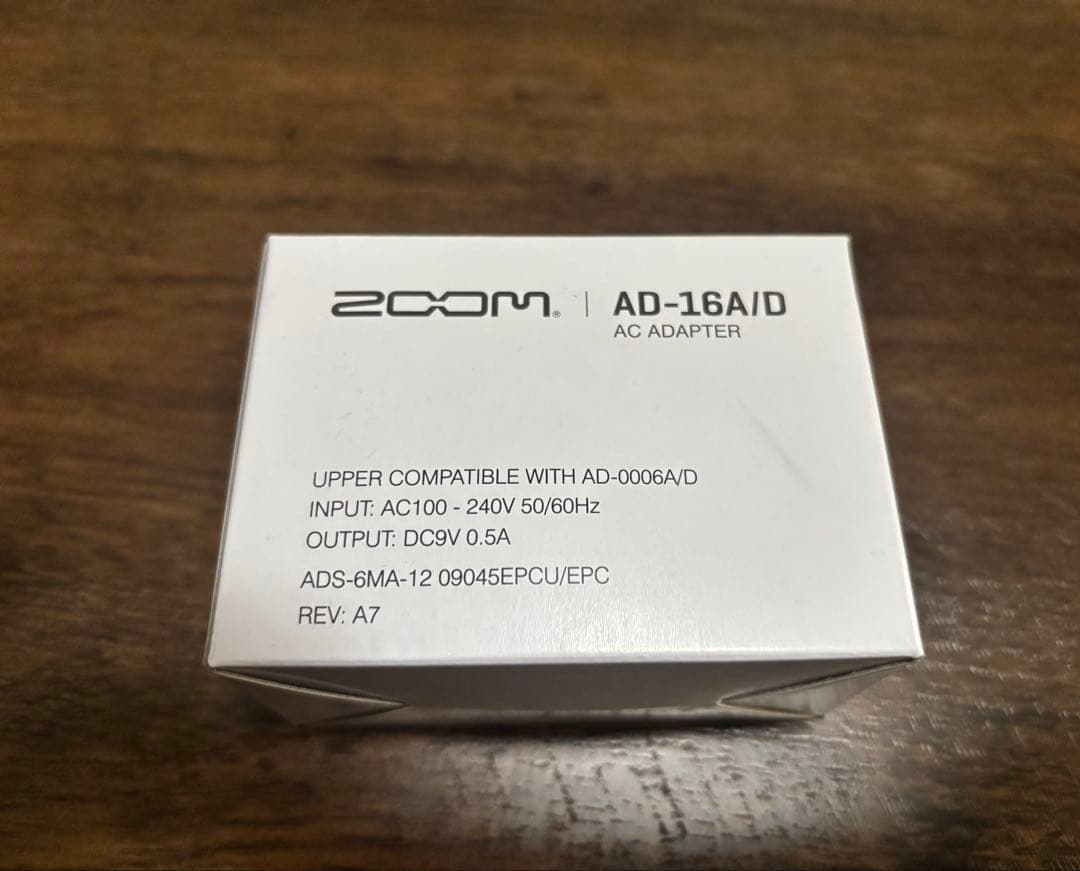 ZOOM® | AD-16A/D
AC ADAPTER
UPPER COMPATIBLE WITH AD-0006A/D
INPUT: AC100 - 240V 50/60Hz
OUTPUT: DC9V 0.5A
ADS-6MA-12 09045EPCU/EPC
REV: A7